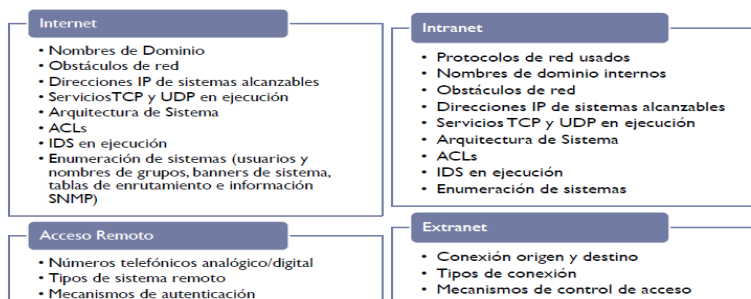 Internet
• Nombres de Dominio
• Obstáculos de red
• Direcciones IP de sistemas alcanzables
• ServiciosTCP y UDP en ejecución
• Arquitectura de Sistema
• ACLs
• IDS en ejecución
• Enumeración de sistemas (usuarios y
nombres de grupos, banners de sistema,
tablas de enrutamiento e información
SNMP)
Intranet
• Protocolos de red usados
• Nombres de dominio internos
• Obstáculos de red
• Direcciones IP de sistemas alcanzables
• Servicios TCP y UDP en ejecución
• Arquitectura de Sistema
• ACLs
• IDS en ejecución
• Enumeración de sistemas
Acceso Remoto
• Números telefónicos analógico/digital
• Tipos de sistema remoto
• Mecanismos de autenticación
Extranet
• Conexión origen y destino
• Tipos de conexión
• Mecanismos de control de acceso